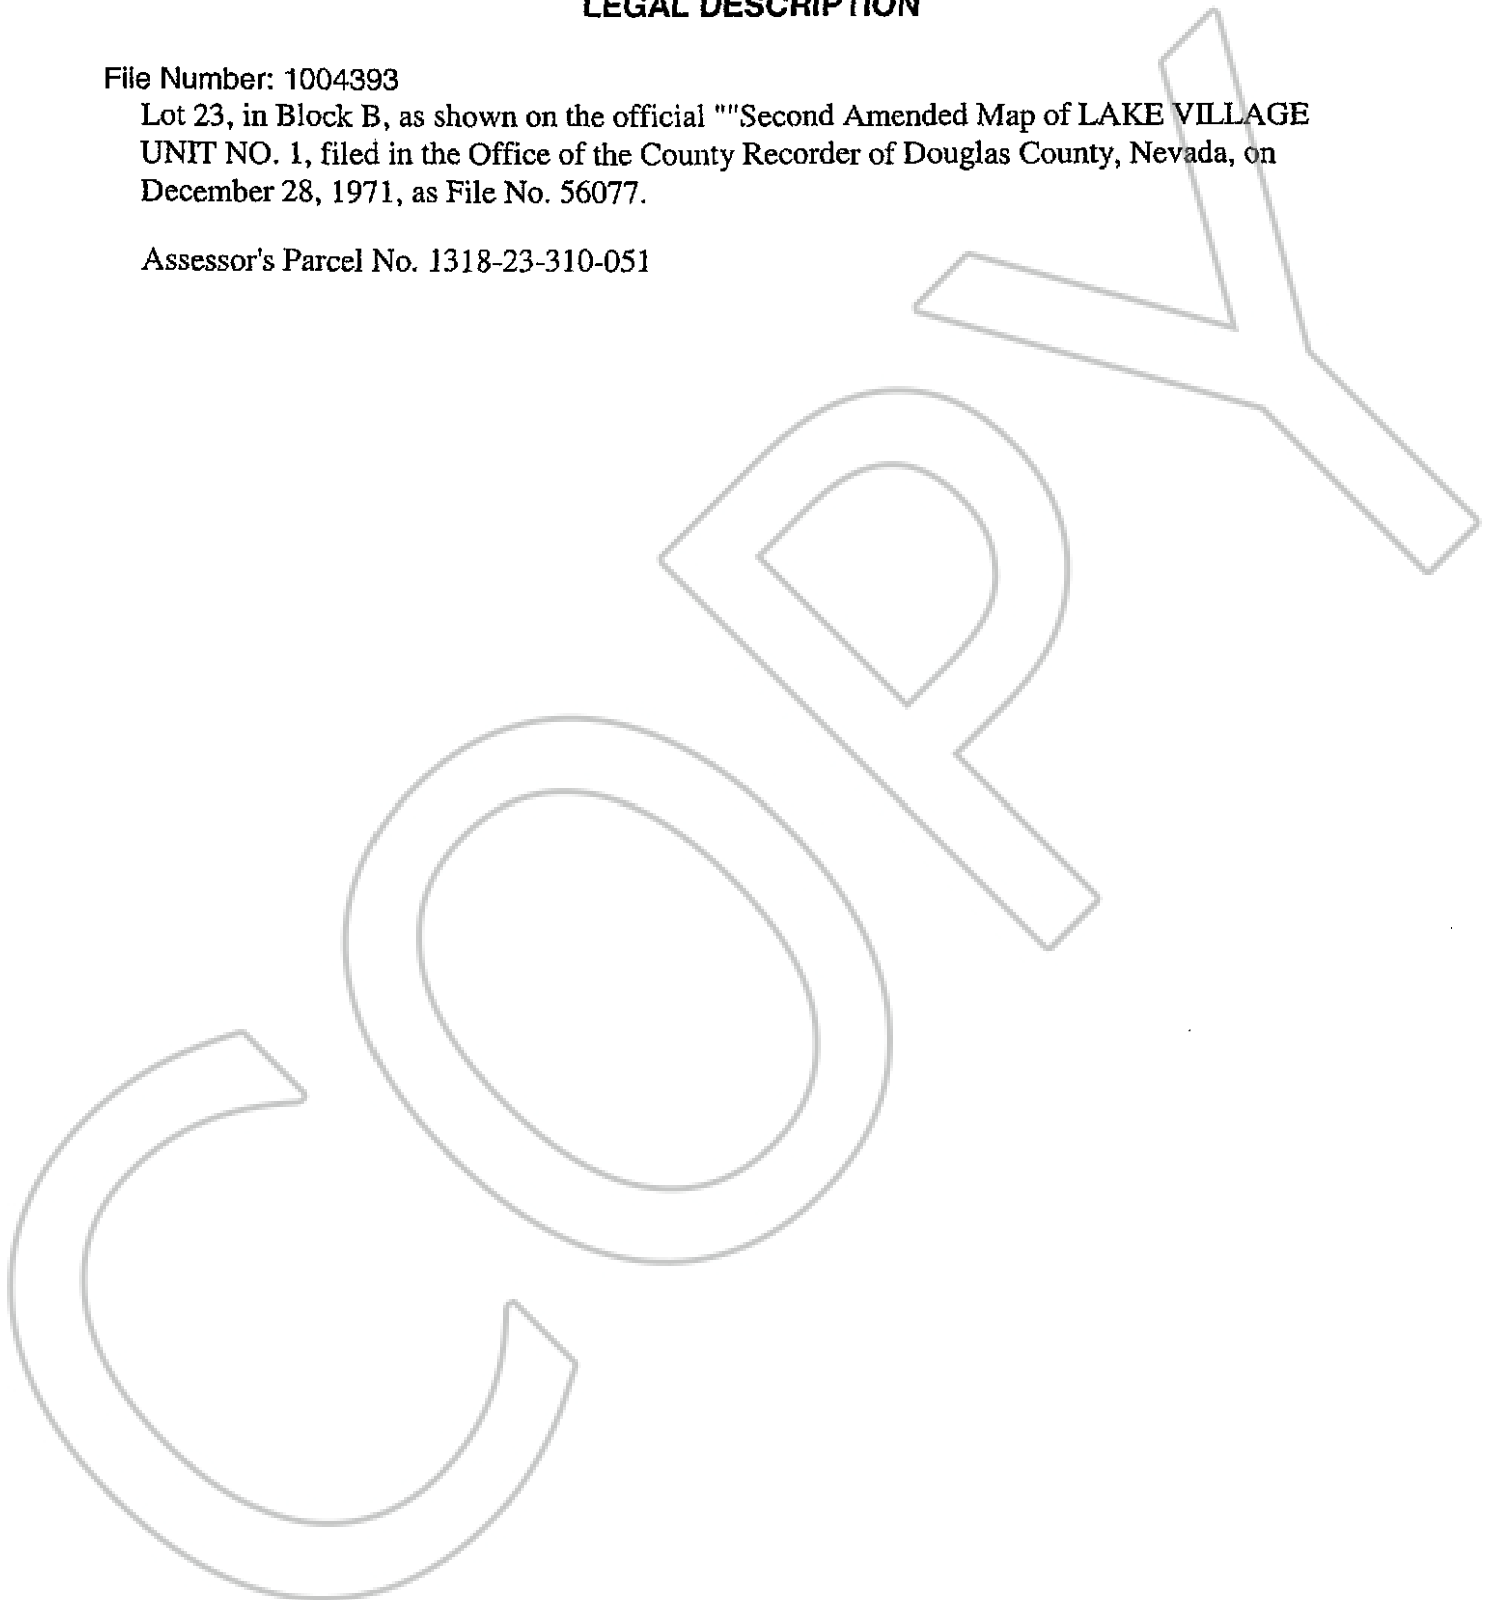 LEGAL DESCRIPTION
File Number: 1004393
Lot 23, in Block B, as shown on the official ""Second Amended Map of LAKE VILLAGE
UNIT NO. 1, filed in the Office of the County Recorder of Douglas County, Nevada, on
December 28, 1971, as File No. 56077.
Assessor's Parcel No. 1318-23-310-051
COPY